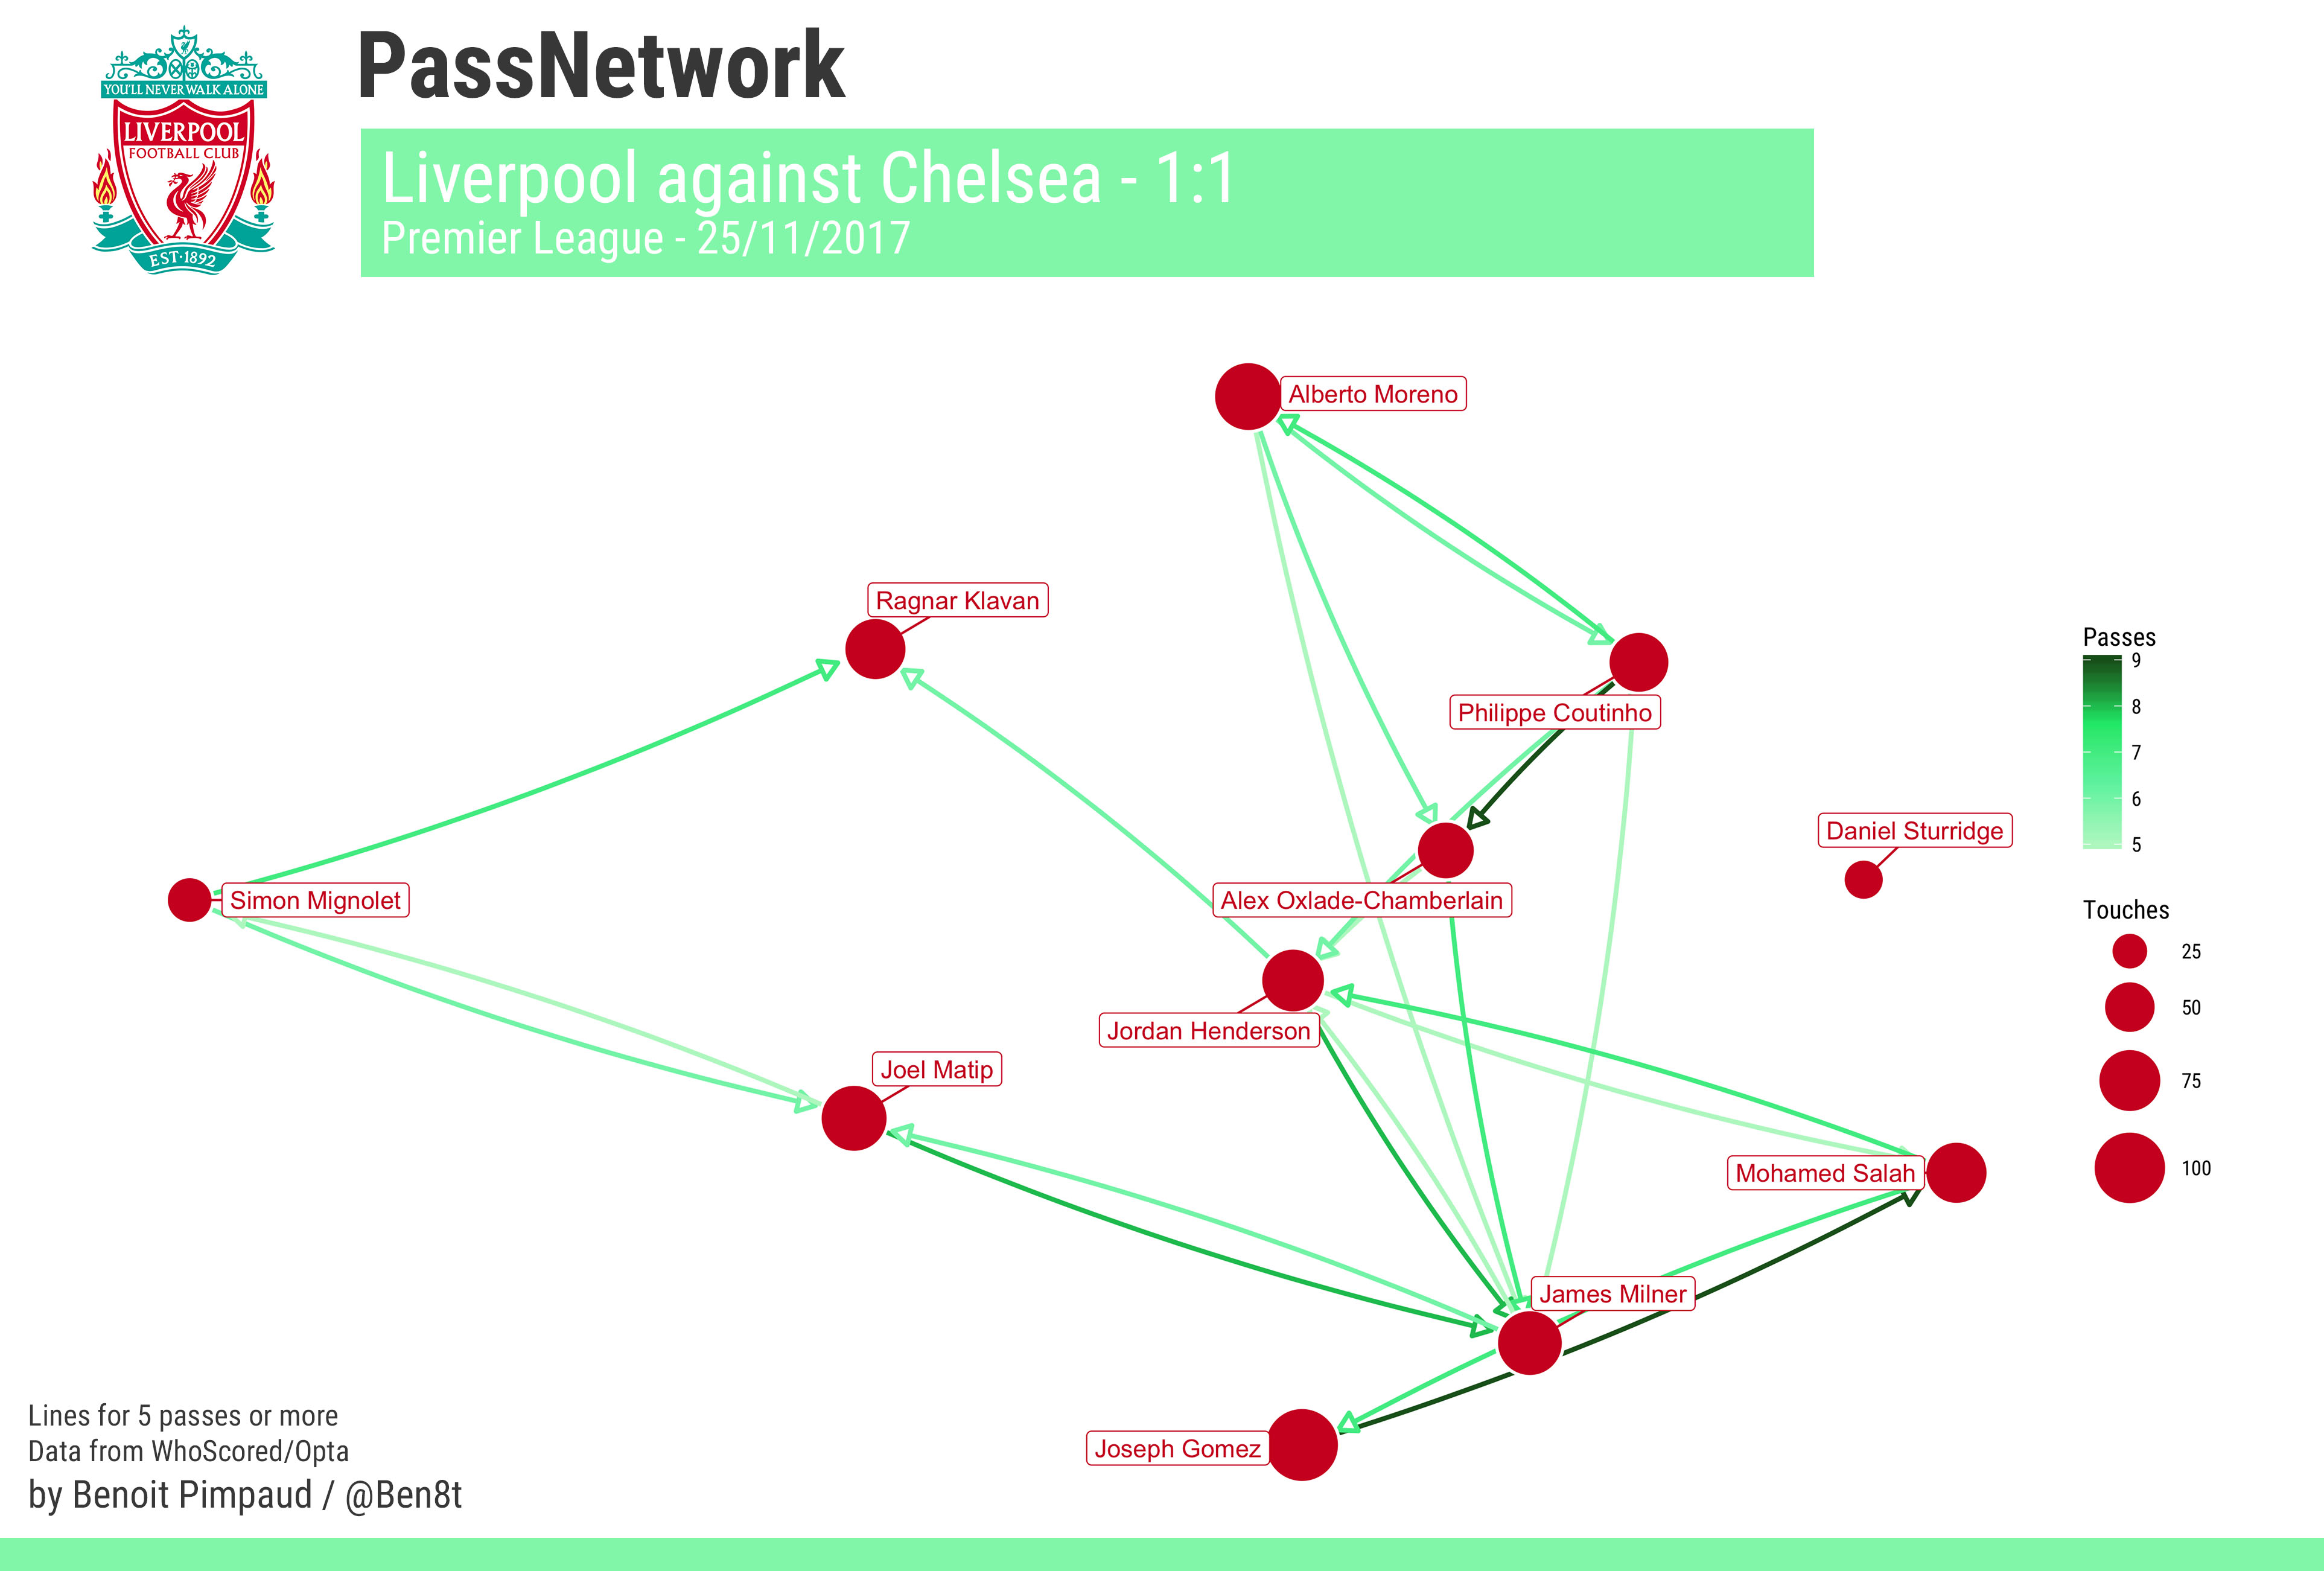 YOU'LL NEVER WALK ALONE
LIVERPOOL
FOOTBALL CLUB
EST·1892
PassNetwork
Liverpool against Chelsea - 1:1
Premier League - 25/11/2017
Alberto Moreno
Ragnar Klavan
Philippe Coutinho
Daniel Sturridge
Simon Mignolet
Alex Oxlade-Chamberlain
Jordan Henderson
Joel Matip
Mohamed Salah
James Milner
Joseph Gomez
Passes
9
8
7
6
5
Touches
25
50
75
100
Lines for 5 passes or more
Data from WhoScored/Opta
by Benoit Pimpaud / @Ben8t